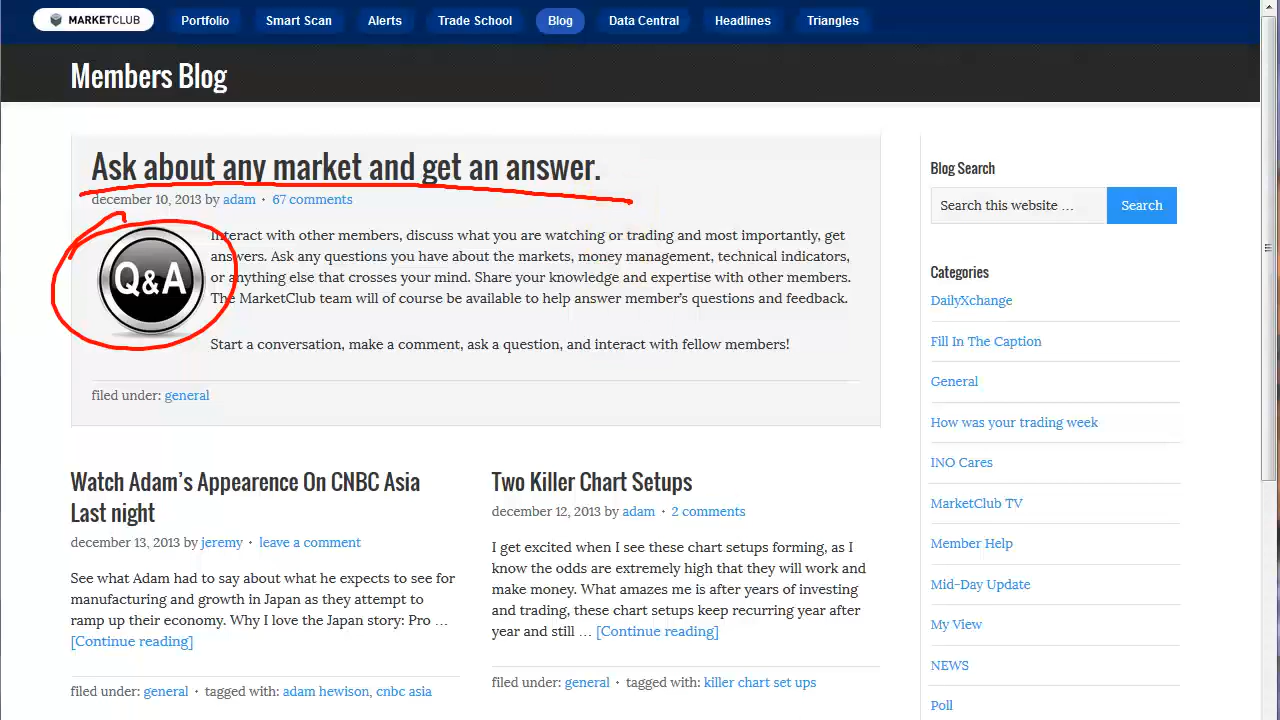 MARKETCLUB
Portfolio
Smart Scan
Alerts
Trade School
Blog
Data Central
Headlines
Triangles
Members Blog
Ask about any market and get an answer.
december 10, 2013 by adam · 67 comments
Q&A
Interact with other members, discuss what you are watching or trading and most importantly, get
answers. Ask any questions you have about the markets, money management, technical indicators,
or anything else that crosses your mind. Share your knowledge and expertise with other members.
The MarketClub team will of course be available to help answer member's questions and feedback.
Start a conversation, make a comment, ask a question, and interact with fellow members!
filed under: general
Watch Adam's Appearence On CNBC Asia
Last night
december 13, 2013 by jeremy · leave a comment
See what Adam had to say about what he expects to see for
manufacturing and growth in Japan as they attempt to
ramp up their economy. Why I love the Japan story: Pro …
[Continue reading]
filed under: general · tagged with: adam hewison, cnbc asia
Two Killer Chart Setups
december 12, 2013 by adam · 2 comments
I get excited when I see these chart setups forming, as I
know the odds are extremely high that they will work and
make money. What amazes me is after years of investing
and trading, these chart setups keep recurring year after
year and still … [Continue reading]
filed under: general · tagged with: killer chart set ups
Blog Search
Search this website …
Search
Categories
DailyXchange
Fill In The Caption
General
How was your trading week
INO Cares
MarketClub TV
Member Help
Mid-Day Update
My View
NEWS
Poll